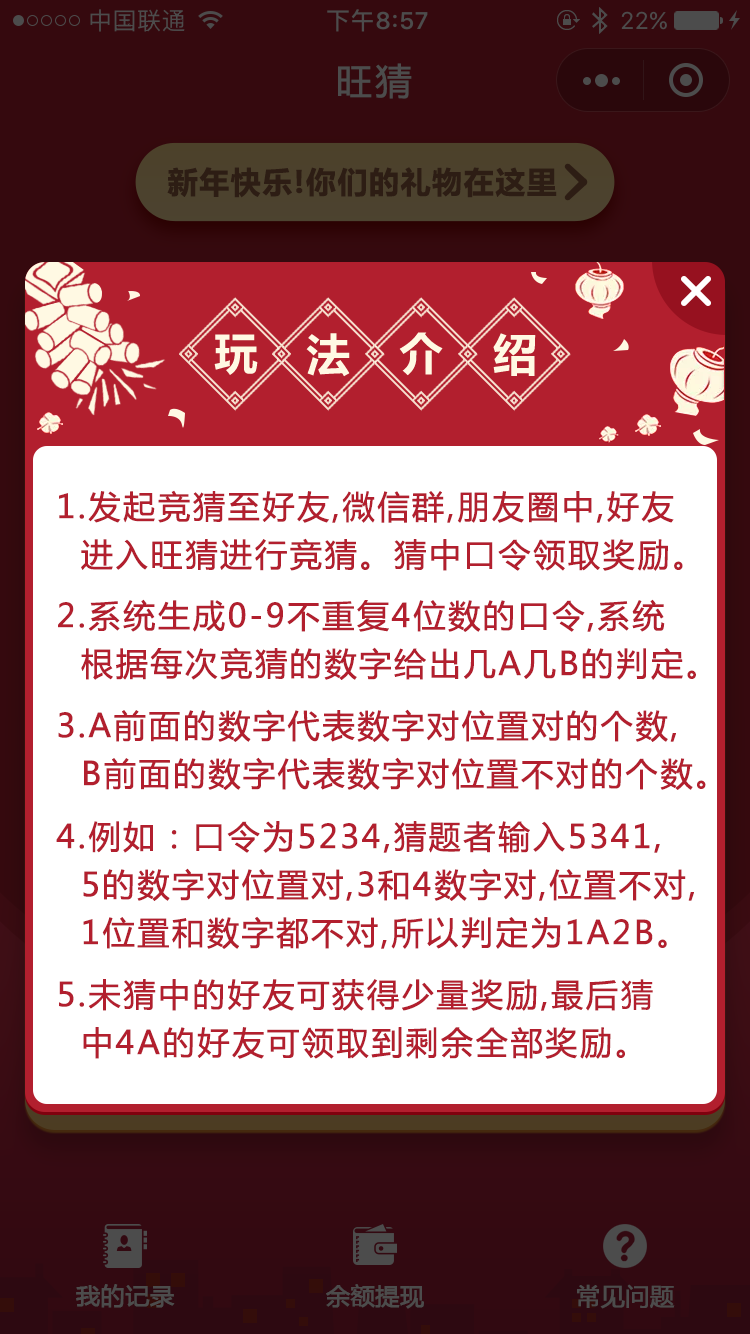 中国联通 下午8:57 22%
旺猜
新年快乐!你们的礼物在这里
玩法介绍
1.发起竞猜至好友,微信群,朋友圈中,好友
进入旺猜进行竞猜。猜中口令领取奖励。
2.系统生成0-9不重复4位数的口令,系统
根据每次竞猜的数字给出几A几B的判定。
3.A前面的数字代表数字对位置对的个数,
B前面的数字代表数字对位置不对的个数。
4.例如：口令为5234,猜题者输入5341,
5的数字对位置对,3和4数字对,位置不对,
1位置和数字都不对,所以判定为1A2B。
5.未猜中的好友可获得少量奖励,最后猜
中4A的好友可领取到剩余全部奖励。
我的记录 余额提现 常见问题